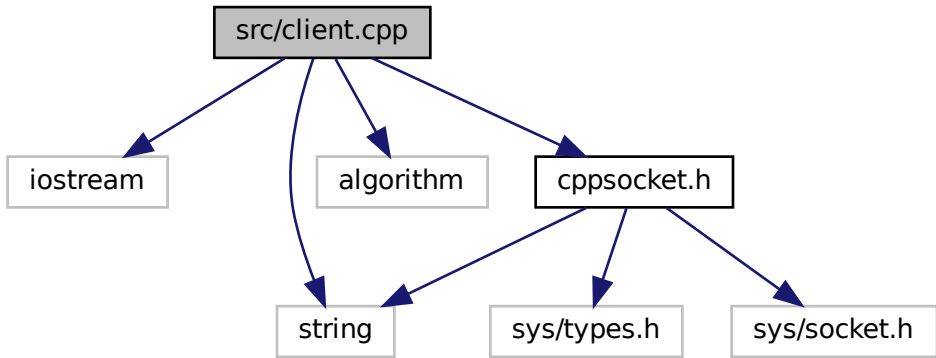 src/client.cpp
iostream
algorithm
cppsocket.h
string
sys/types.h
sys/socket.h